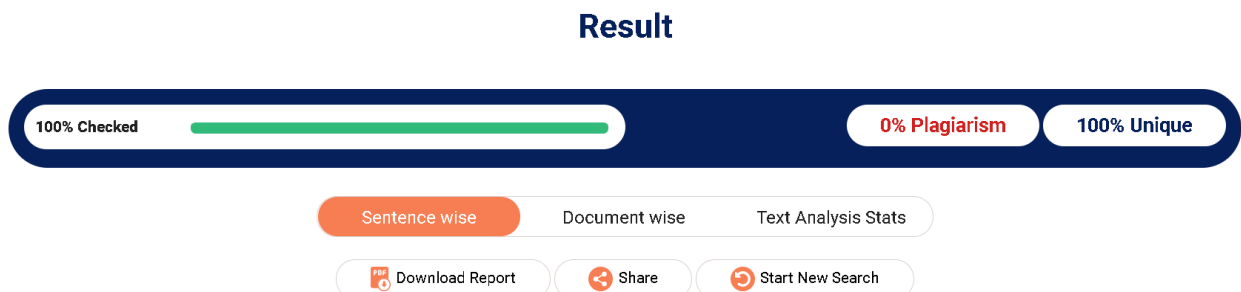 Result
100% Checked 0% Plagiarism 100% Unique
Sentence wise Document wise Text Analysis Stats
PDF Download Report Share Start New Search